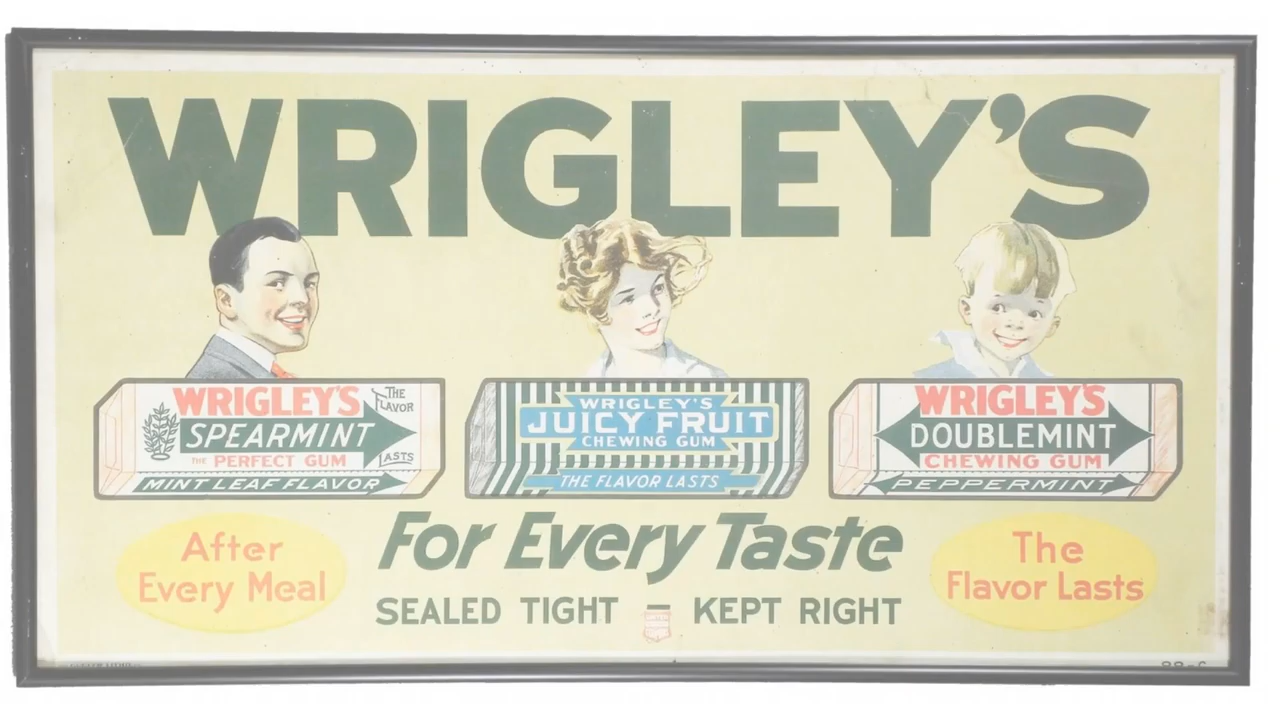 WRIGLEY'S
WRIGLEY'S
THE FLAVOR
SPEARMINT
THE PERFECT GUM
LASTS
MINT LEAF FLAVOR
WRIGLEY'S
JUICY FRUIT
CHEWING GUM
THE FLAVOR LASTS
WRIGLEY'S
DOUBLEMINT
CHEWING GUM
PEPPERMINT
After
Every Meal
For Every Taste
SEALED TIGHT – KEPT RIGHT
The
Flavor Lasts